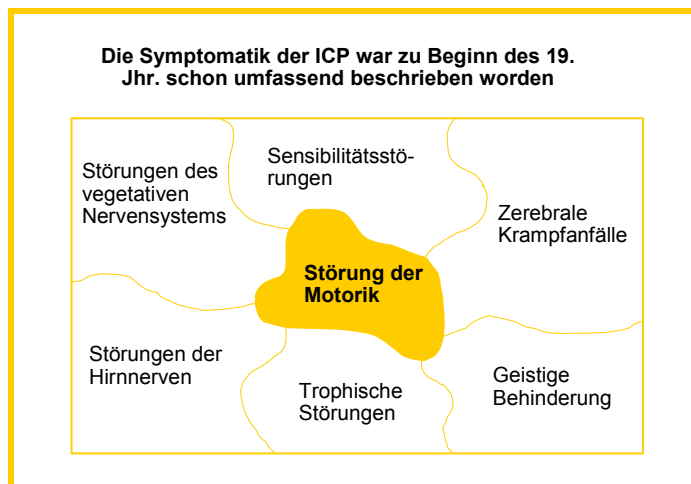 Die Symptomatik der ICP war zu Beginn des 19.
Jhr. schon umfassend beschrieben worden
Störungen des
vegetativen
Nervensystems
Sensibilitätsstö-
rungen
Zerebrale
Krampfanfälle
Störung der
Motorik
Störungen der
Hirnnerven
Trophische
Störungen
Geistige
Behinderung